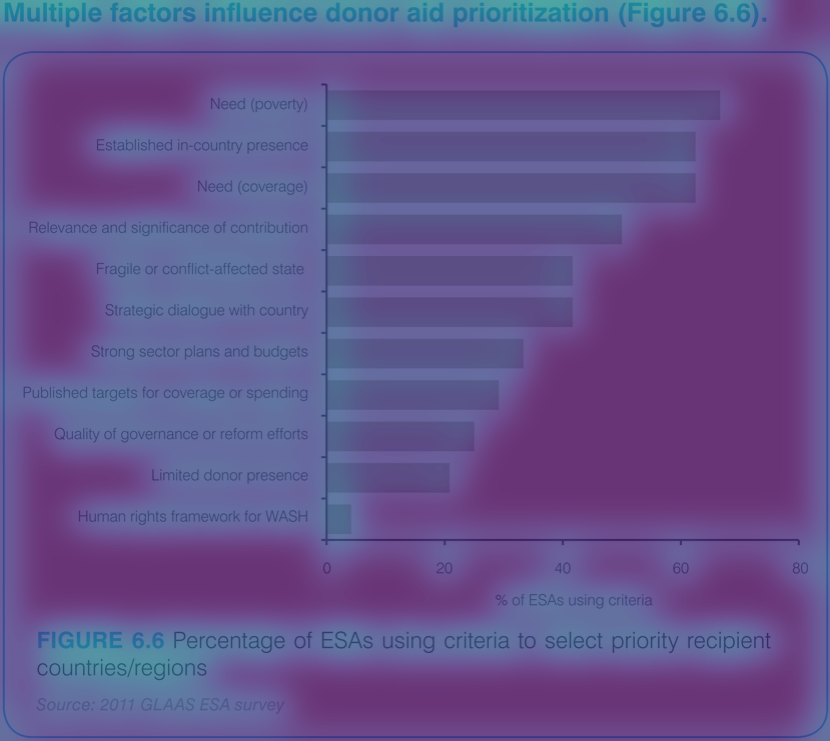 Multiple factors influence donor aid prioritization (Figure 6.6).
Need (poverty)
Established in-country presence
Need (coverage)
Relevance and significance of contribution
Fragile or conflict-affected state
Strategic dialogue with country
Strong sector plans and budgets
Published targets for coverage or spending
Quality of governance or reform efforts
Limited donor presence
Human rights framework for WASH
0 20 40 60 80
% of ESAs using criteria
FIGURE 6.6 Percentage of ESAs using criteria to select priority recipient
countries/regions
Source: 2011 GLAAS ESA survey